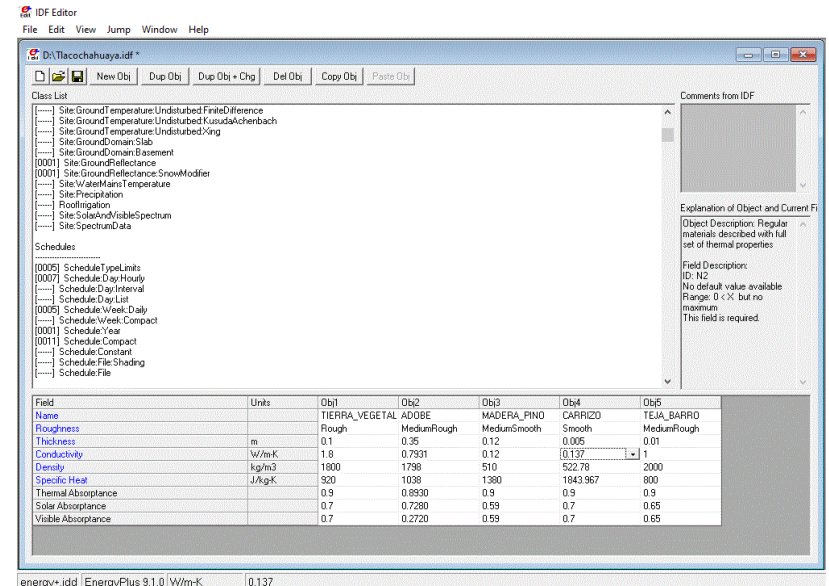 IDF Editor
File Edit View Jump Window Help
D:\Tlacochahuaya.idf *
New Obj Dup Obj Dup Obj + Chg Del Obj Copy Obj Paste Obj
Class List
Comments from IDF
[------] Site:GroundTemperature:Undisturbed:FiniteDifference
[------] Site:GroundTemperature:Undisturbed:KusudaAchenbach
[------] Site:GroundTemperature:Undisturbed:Xing
[------] Site:GroundDomain:Slab
[------] Site:GroundDomain:Basement
[0001] Site:GroundReflectance
[0001] Site:GroundReflectance:SnowModifier
[------] Site:WaterMainsTemperature
[------] Site:Precipitation
[------] RoofIrrigation
[------] Site:SolarAndVisibleSpectrum
[------] Site:SpectrumData
Schedules
--------------------------
[0005] ScheduleTypeLimits
[0007] Schedule:Day:Hourly
[------] Schedule:Day:Interval
[------] Schedule:Day:List
[0005] Schedule:Week:Daily
[------] Schedule:Week:Compact
[0001] Schedule:Year
[0011] Schedule:Compact
[------] Schedule:Constant
[------] Schedule:File:Shading
[------] Schedule:File
Explanation of Object and Current Fi
Object Description: Regular
materials described with full
set of thermal properties
Field Description:
ID: N2
No default value available
Range: 0 < X but no
maximum
This field is required.
Field Units Obj1 Obj2 Obj3 Obj4 Obj5
Name TIERRA_VEGETAL ADOBE MADERA_PINO CARRIZO TEJA_BARRO
Roughness Rough MediumRough MediumSmooth Smooth MediumRough
Thickness m 0.1 0.35 0.12 0.005 0.01
Conductivity W/m-K 1.8 0.7931 0.12 0.137 1
Density kg/m3 1800 1798 510 522.78 2000
Specific Heat J/kg-K 920 1038 1380 1843.967 800
Thermal Absorptance 0.9 0.8930 0.9 0.9 0.9
Solar Absorptance 0.7 0.7280 0.59 0.7 0.65
Visible Absorptance 0.7 0.2720 0.59 0.7 0.65
energy+.idd EnergyPlus 9.1.0 W/m-K 0.137